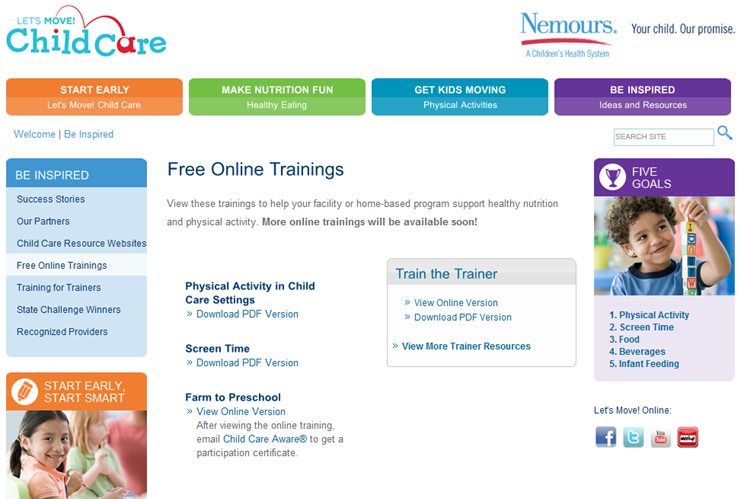 LET'S MOVE!
Child Care
Nemours.
A Children's Health System
Your child. Our promise.
START EARLY
Let's Move! Child Care
MAKE NUTRITION FUN
Healthy Eating
GET KIDS MOVING
Physical Activities
BE INSPIRED
Ideas and Resources
Welcome | Be Inspired
SEARCH SITE
BE INSPIRED
Success Stories
Our Partners
Child Care Resource Websites
Free Online Trainings
Training for Trainers
State Challenge Winners
Recognized Providers
START EARLY,
START SMART
Free Online Trainings
View these trainings to help your facility or home-based program support healthy nutrition
and physical activity. More online trainings will be available soon!
Physical Activity in Child
Care Settings
» Download PDF Version
Screen Time
» Download PDF Version
Farm to Preschool
» View Online Version
After viewing the online training,
email Child Care Aware® to get a
participation certificate.
Train the Trainer
» View Online Version
» Download PDF Version
» View More Trainer Resources
FIVE
GOALS
1. Physical Activity
2. Screen Time
3. Food
4. Beverages
5. Infant Feeding
Let's Move! Online:
You
Tube